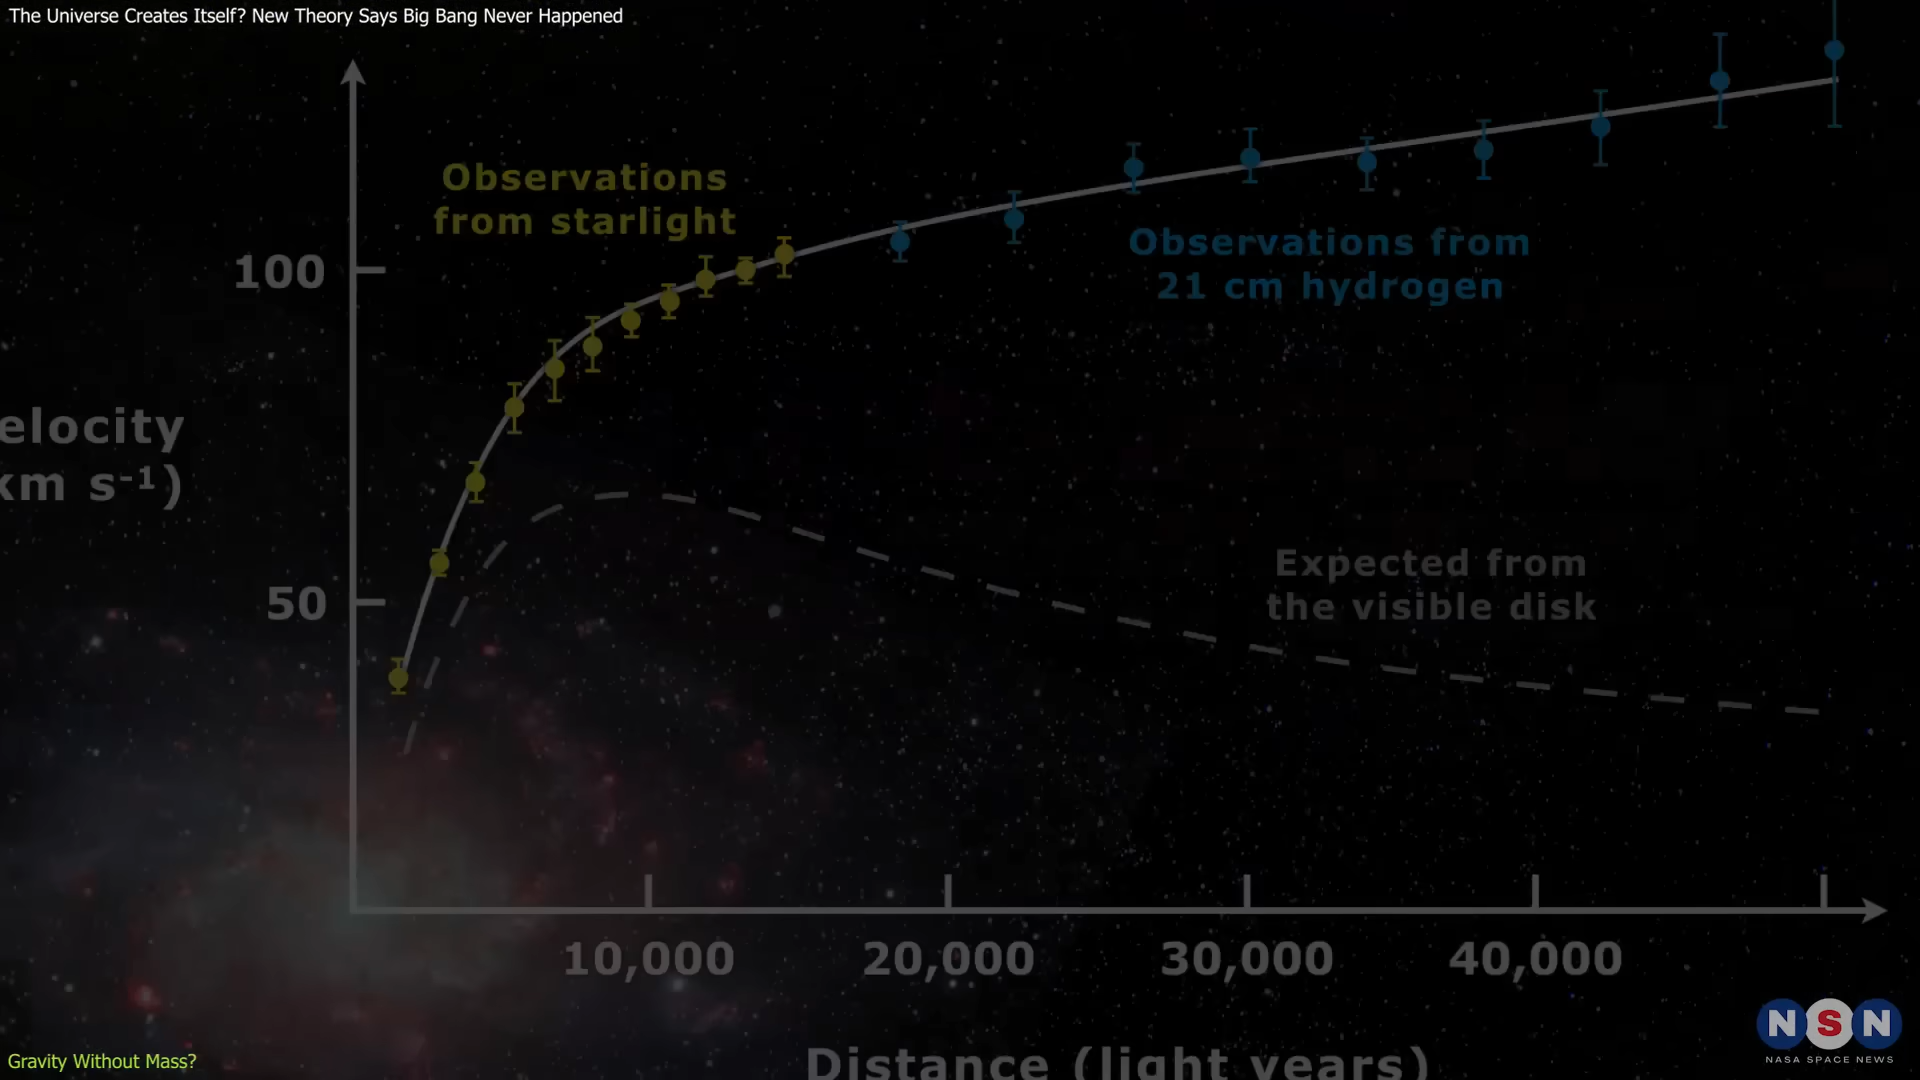 The Universe Creates Itself? New Theory Says Big Bang Never Happened
Observations
from starlight
100
Observations from
21 cm hydrogen
elocity
km s⁻¹)
50
Expected from
the visible disk
10,000
20,000
30,000
40,000
Distance (light years)
Gravity Without Mass?
NSN
NASA SPACE NEWS